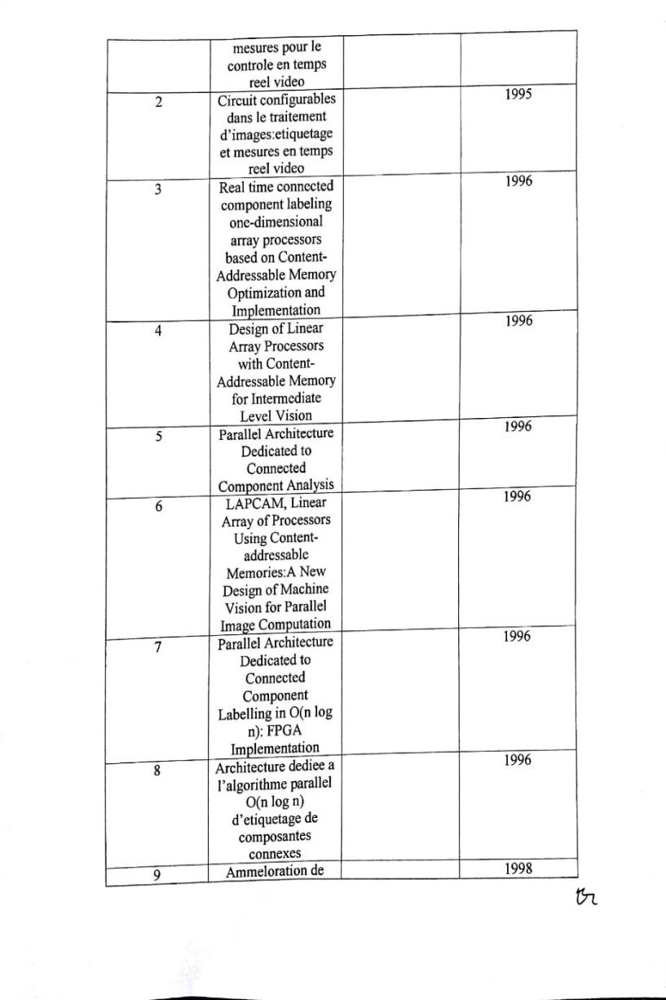 mesures pour le
controle en temps
reel video
2 Circuit configurables 1995
dans le traitement
d'images:etiquetage
et mesures en temps
reel video
3 Real time connected 1996
component labeling
one-dimensional
array processors
based on Content-
Addressable Memory
Optimization and
Implementation
4 Design of Linear 1996
Array Processors
with Content-
Addressable Memory
for Intermediate
Level Vision
5 Parallel Architecture 1996
Dedicated to
Connected
Component Analysis
6 LAPCAM, Linear 1996
Array of Processors
Using Content-
addressable
Memories:A New
Design of Machine
Vision for Parallel
Image Computation
7 Parallel Architecture 1996
Dedicated to
Connected
Component
Labelling in O(n log
n): FPGA
Implementation
8 Architecture dediee a 1996
l'algorithme parallel
O(n log n)
d'etiquetage de
composantes
connexes
9 Ammeloration de 1998